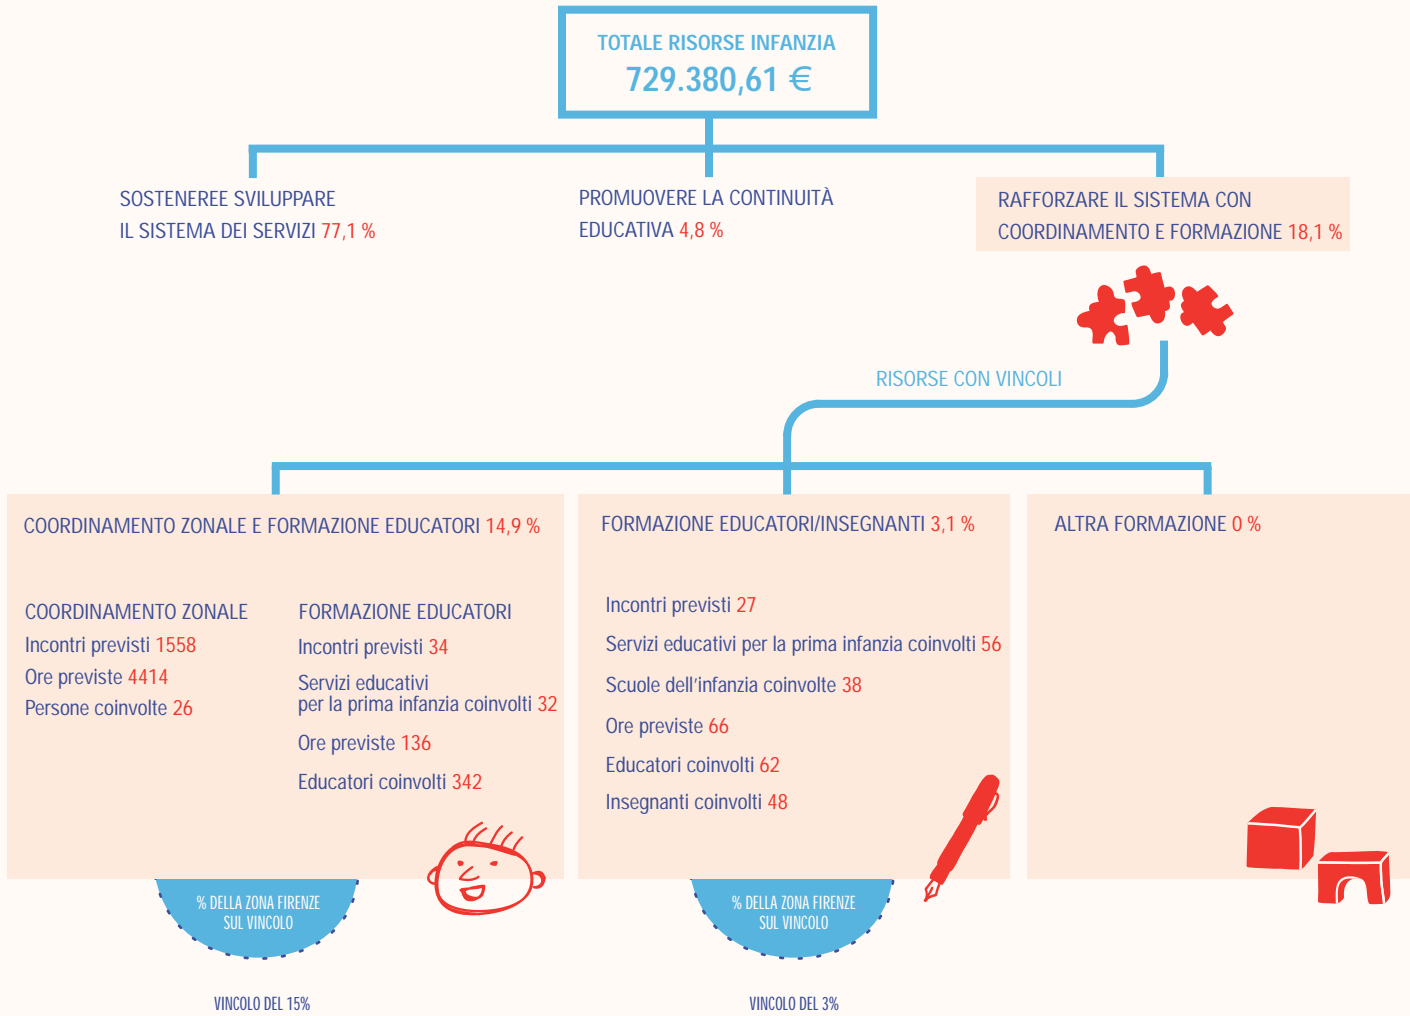 TOTALE RISORSE INFANZIA
729.380,61 €
SOSTENEREE SVILUPPARE
IL SISTEMA DEI SERVIZI 77,1 %
PROMUOVERE LA CONTINUITÀ
EDUCATIVA 4,8 %
RAFFORZARE IL SISTEMA CON
COORDINAMENTO E FORMAZIONE 18,1 %
RISORSE CON VINCOLI
COORDINAMENTO ZONALE E FORMAZIONE EDUCATORI 14,9 %
COORDINAMENTO ZONALE
Incontri previsti 1558
Ore previste 4414
Persone coinvolte 26
FORMAZIONE EDUCATORI
Incontri previsti 34
Servizi educativi
per la prima infanzia coinvolti 32
Ore previste 136
Educatori coinvolti 342
% DELLA ZONA FIRENZE
SUL VINCOLO
VINCOLO DEL 15%
FORMAZIONE EDUCATORI/INSEGNANTI 3,1 %
Incontri previsti 27
Servizi educativi per la prima infanzia coinvolti 56
Scuole dell'infanzia coinvolte 38
Ore previste 66
Educatori coinvolti 62
Insegnanti coinvolti 48
% DELLA ZONA FIRENZE
SUL VINCOLO
VINCOLO DEL 3%
ALTRA FORMAZIONE 0 %